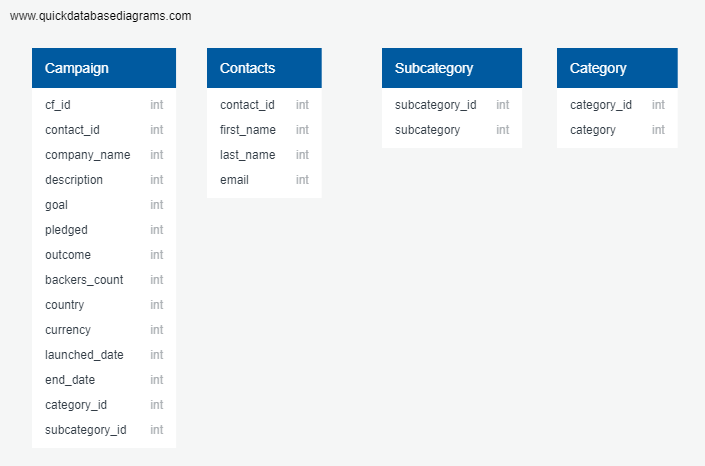 www.quickdatabasediagrams.com
Campaign
cf_id int
contact_id int
company_name int
description int
goal int
pledged int
outcome int
backers_count int
country int
currency int
launched_date int
end_date int
category_id int
subcategory_id int
Contacts
contact_id int
first_name int
last_name int
email int
Subcategory
subcategory_id int
subcategory int
Category
category_id int
category int